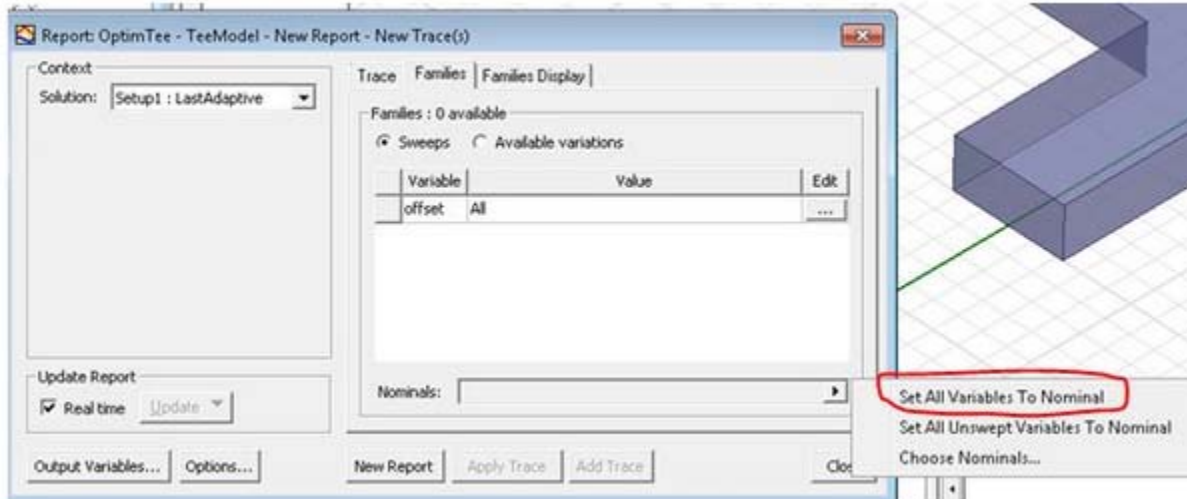 Report: OptimTee - TeeModel - New Report - New Trace(s)
Context
Solution: Setup1 : LastAdaptive
Trace Families Families Display
Families : 0 available
Sweeps Available variations
Variable Value Edit
offset All ...
Nominals:
Update Report
Real time Update
Output Variables... Options... New Report Apply Trace Add Trace
Set All Variables To Nominal
Set All Unswept Variables To Nominal
Choose Nominals...